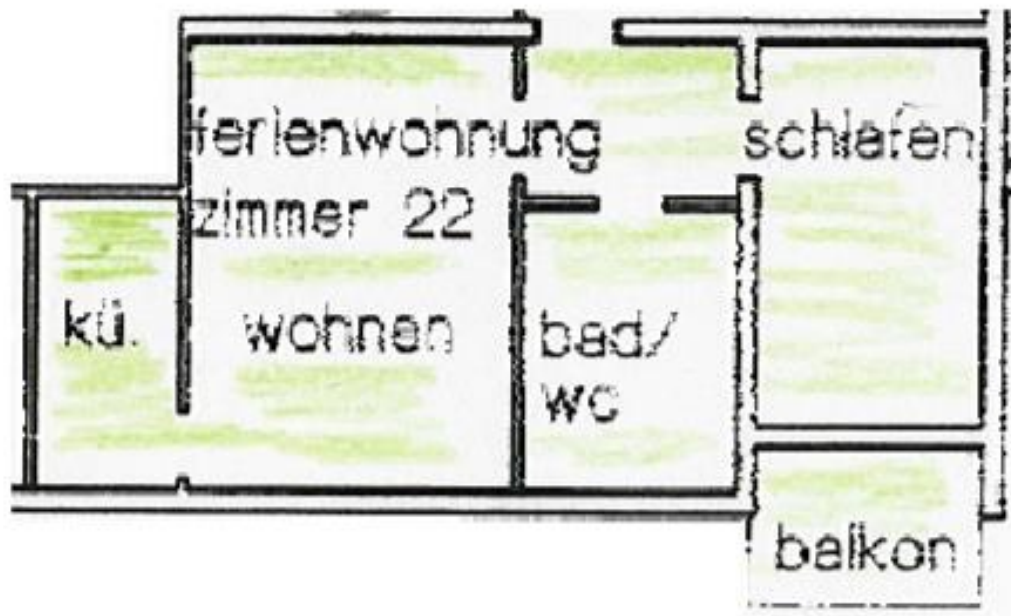 ferienwohnung
zimmer 22
schlafen
kü.
wohnen
bad/
wc
balkon